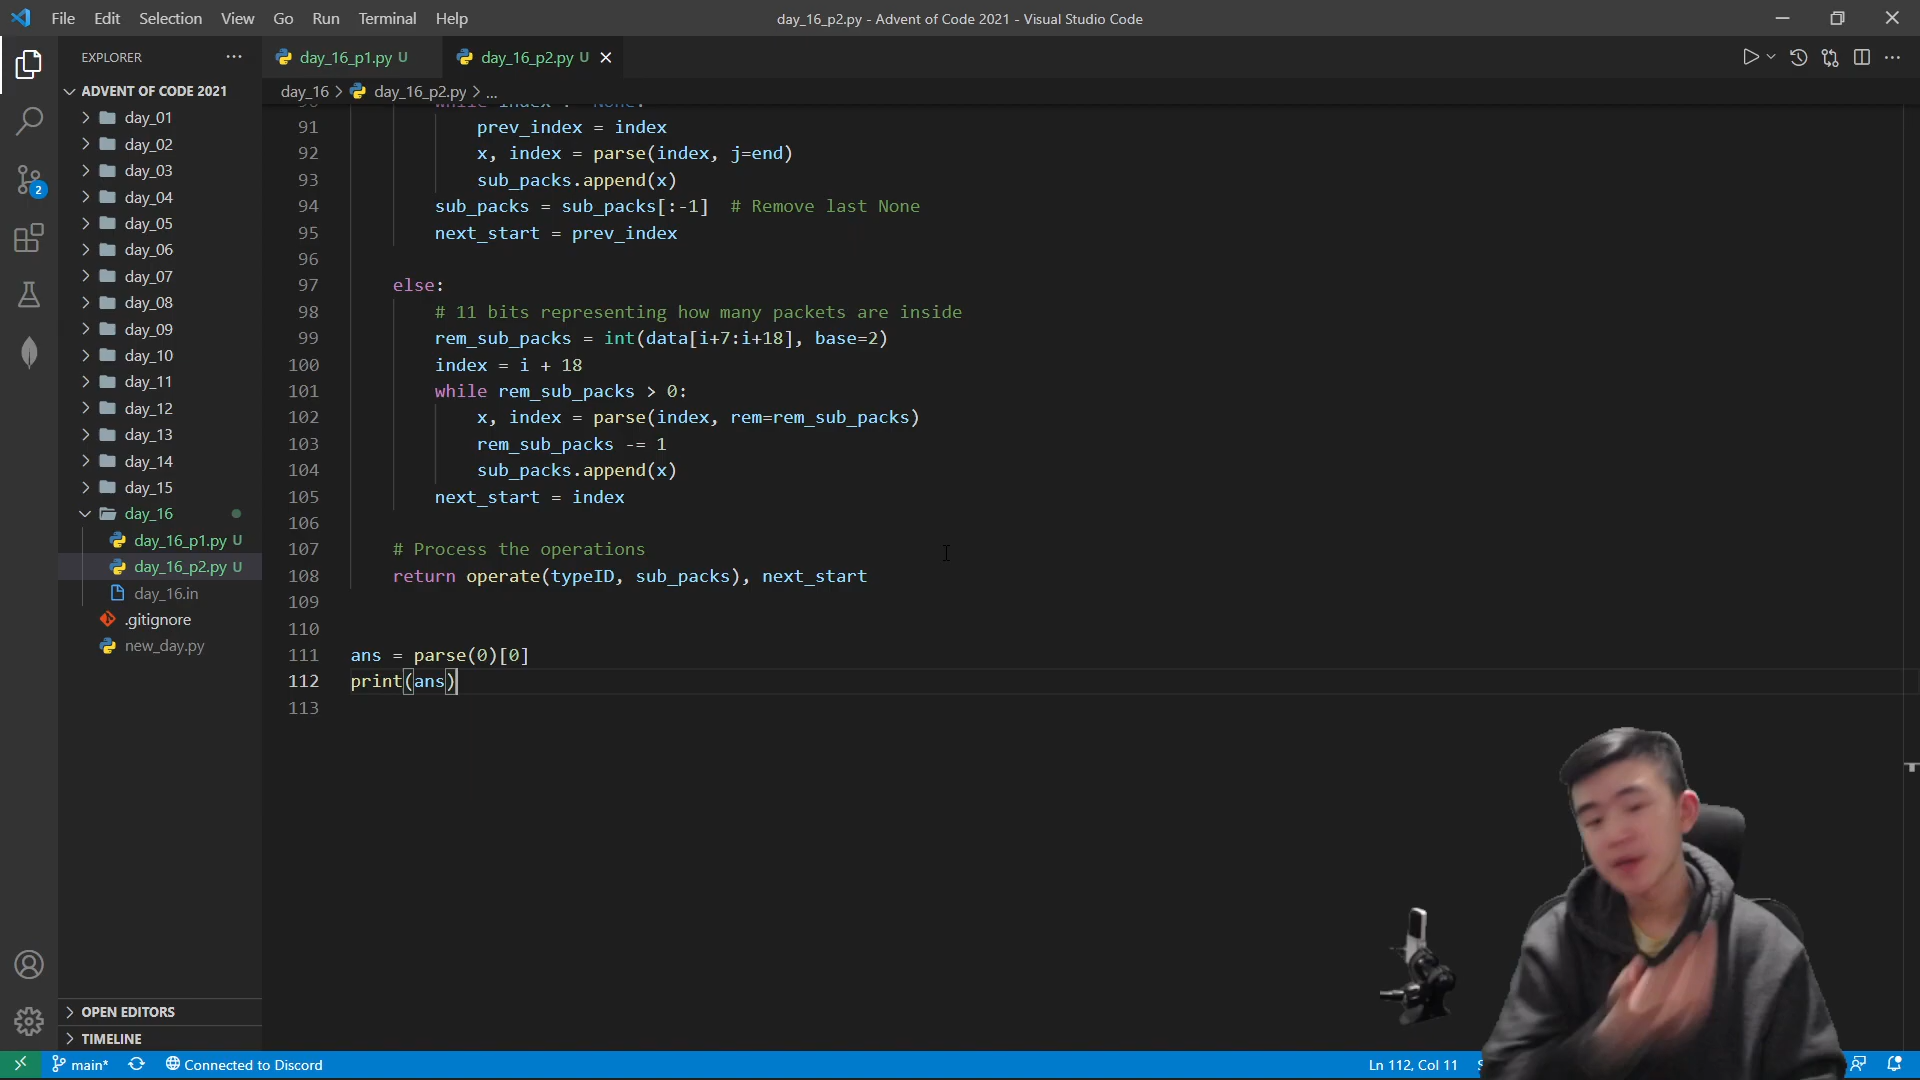 File Edit Selection View Go Run Terminal Help
day_16_p2.py - Advent of Code 2021 - Visual Studio Code
EXPLORER
day_16_p1.py U
day_16_p2.py U
ADVENT OF CODE 2021
day_16 > day_16_p2.py > ...
day_01
day_02
day_03
day_04
day_05
day_06
day_07
day_08
day_09
day_10
day_11
day_12
day_13
day_14
day_15
day_16
day_16_p1.py U
day_16_p2.py U
day_16.in
.gitignore
new_day.py
OPEN EDITORS
TIMELINE
2
91 prev_index = index
92 x, index = parse(index, j=end)
93 sub_packs.append(x)
94 sub_packs = sub_packs[:-1]  # Remove last None
95 next_start = prev_index
96
97 else:
98 # 11 bits representing how many packets are inside
99 rem_sub_packs = int(data[i+7:i+18], base=2)
100 index = i + 18
101 while rem_sub_packs > 0:
102 x, index = parse(index, rem=rem_sub_packs)
103 rem_sub_packs -= 1
104 sub_packs.append(x)
105 next_start = index
106
107 # Process the operations
108 return operate(typeID, sub_packs), next_start
109
110
111 ans = parse(0)[0]
112 print(ans)
113
main* Connected to Discord
Ln 112, Col 11